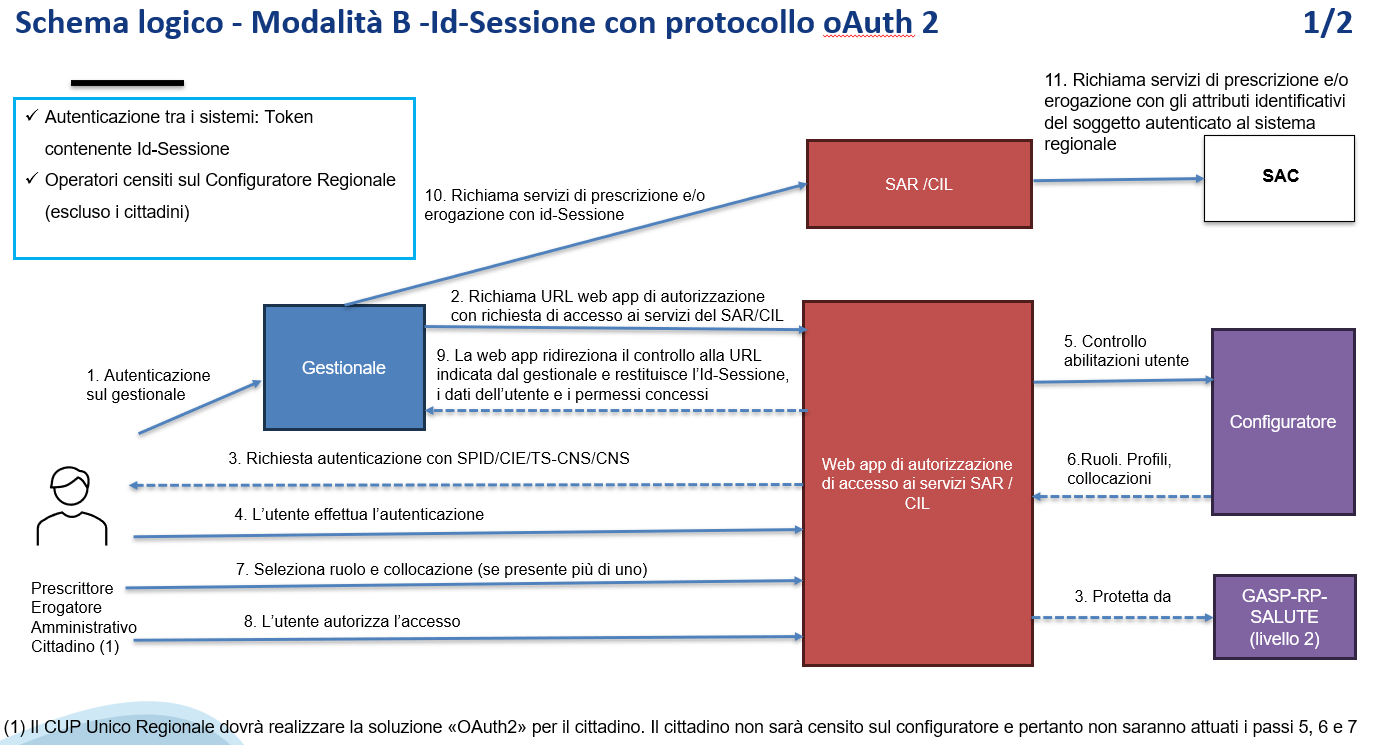 Schema logico - Modalità B -Id-Sessione con protocollo oAuth 2
1/2
✓ Autenticazione tra i sistemi: Token
contenente Id-Sessione
✓ Operatori censiti sul Configuratore Regionale
(escluso i cittadini)
11. Richiama servizi di prescrizione e/o
erogazione con gli attributi identificativi
del soggetto autenticato al sistema
regionale
10. Richiama servizi di prescrizione e/o
erogazione con id-Sessione
SAR /CIL
SAC
2. Richiama URL web app di autorizzazione
con richiesta di accesso ai servizi del SAR/CIL
Gestionale
9. La web app ridireziona il controllo alla URL
indicata dal gestionale e restituisce l’Id-Sessione,
i dati dell’utente e i permessi concessi
1. Autenticazione
sul gestionale
5. Controllo
abilitazioni utente
Configuratore
3. Richiesta autenticazione con SPID/CIE/TS-CNS/CNS
Web app di autorizzazione
di accesso ai servizi SAR /
CIL
6.Ruoli. Profili,
collocazioni
4. L’utente effettua l’autenticazione
7. Seleziona ruolo e collocazione (se presente più di uno)
Prescrittore
Erogatore
Amministrativo
Cittadino (1)
8. L’utente autorizza l’accesso
3. Protetta da
GASP-RP-
SALUTE
(livello 2)
(1) Il CUP Unico Regionale dovrà realizzare la soluzione «OAuth2» per il cittadino. Il cittadino non sarà censito sul configuratore e pertanto non saranno attuati i passi 5, 6 e 7